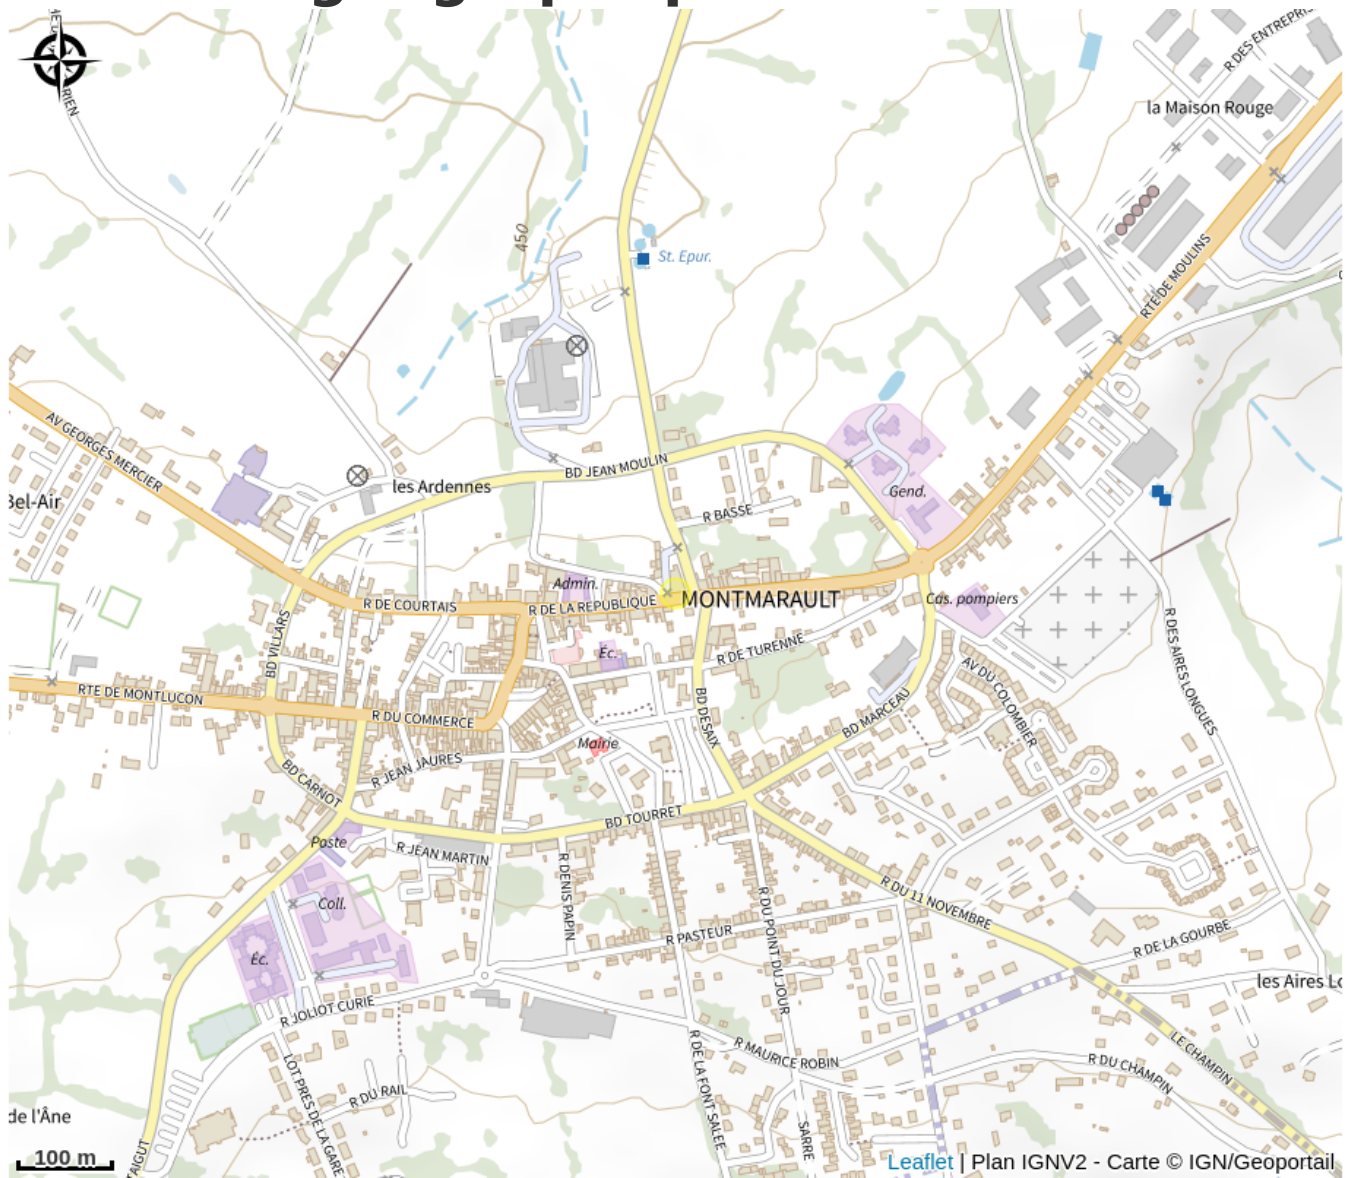 RIEN
R DES ENTREPRIS
la Maison Rouge
450
St. Epur.
RTE DE MOULINS
AV GEORGES MERCIER
BD JEAN MOULIN
les Ardennes
Bel-Air
Gend.
R BASSE
Admin.
R DE COURTAIS
R DE LA REPUBLIQUE
MONTMARAULT
Cas. pompiers
BD VILLARS
Éc.
R DE TURENNE
R DES AIRES LONGUES
AV DU COLOMBIER
RTE DE MONTLUCON
R DU COMMERCE
BD DESAIX
BD MARCEAU
Mairie
R JEAN JAURES
BD CARNOT
BD TOURRET
Poste
R JEAN MARTIN
R DENIS PAPIN
Coll.
R DU POINT DU JOUR
R DU 11 NOVEMBRE
R PASTEUR
R DE LA GOURBE
Éc.
les Aires Lo
R JOLIOT CURIE
R MAURICE ROBIN
LE CHAMPIN
R DU CHAMPIN
LOT PRES DE LA GARE
R DE LA FONT SALEE
R DU RAIL
de l'Âne
SARRE
'AIGUT
100 m
Leaflet | Plan IGNV2 - Carte © IGN/Geoportail